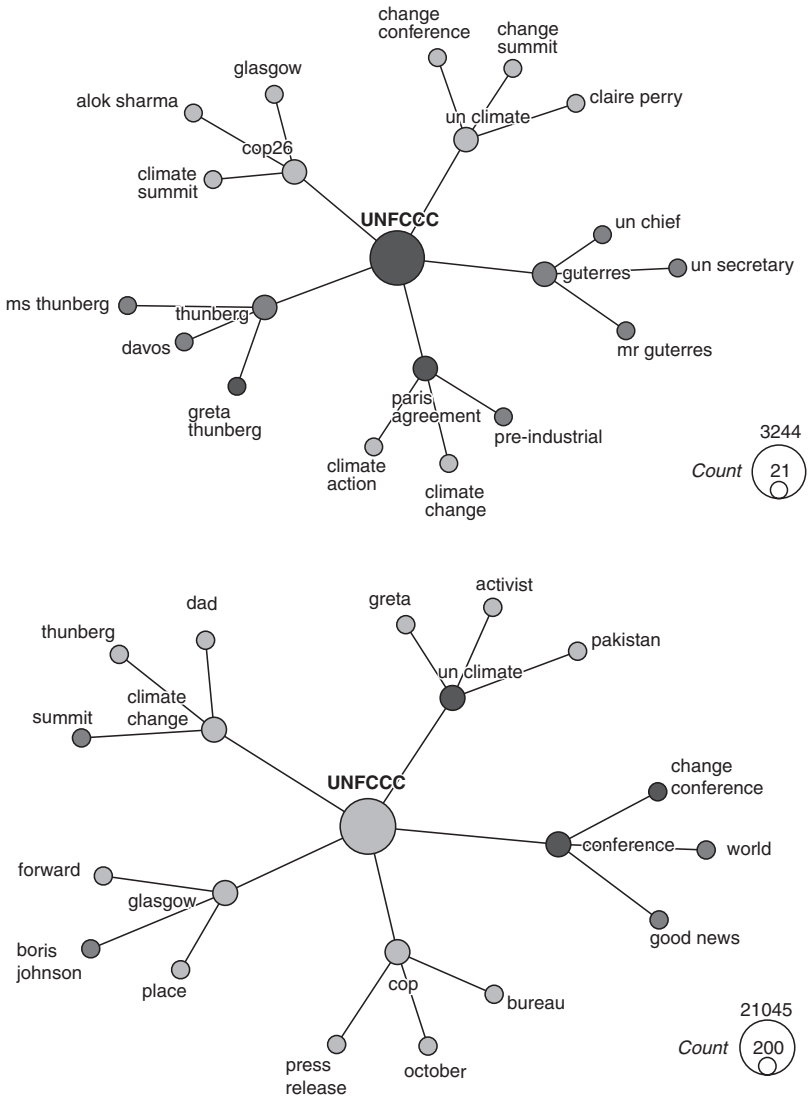 change
conference
change
summit
glasgow
alok sharma
claire perry
un climate
cop26
climate
summit
UNFCCC
un chief
guterres
un secretary
ms thunberg
thunberg
davos
mr guterres
greta
thunberg
paris
agreement
pre-industrial
climate
action
climate
change
3244
Count
21
dad
activist
greta
thunberg
pakistan
un climate
climate
change
summit
UNFCCC
change
conference
conference
world
forward
glasgow
good news
boris
johnson
place
cop
bureau
press
release
october
21045
Count
200